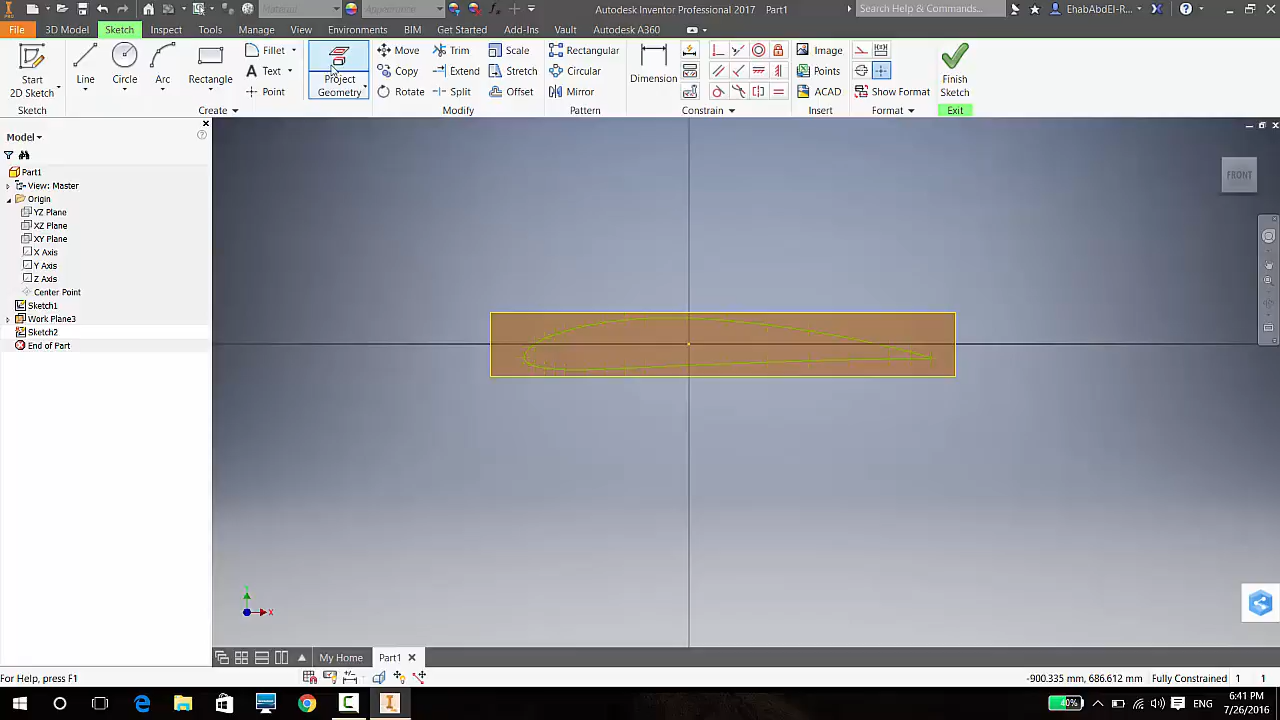 Material
Appearance
Autodesk Inventor Professional 2017 Part1
Search Help & Commands...
EhabAbdEl-R...
PRO
File
3D Model
Sketch
Inspect
Tools
Manage
View
Environments
BIM
Get Started
Add-Ins
Vault
Autodesk A360
Start
2D Sketch
Line
Circle
Arc
Rectangle
Fillet
Text
Point
Project
Geometry
Move
Copy
Rotate
Trim
Extend
Split
Scale
Stretch
Offset
Rectangular
Circular
Mirror
Dimension
Image
Points
ACAD
Show Format
Finish
Sketch
Sketch
Create
Modify
Pattern
Constrain
Insert
Format
Exit
Model
Part1
View: Master
Origin
YZ Plane
XZ Plane
XY Plane
X Axis
Y Axis
Z Axis
Center Point
Sketch1
Work Plane3
Sketch2
End of Part
FRONT
Y
X
My Home
Part1
For Help, press F1
-900.335 mm, 686.612 mm
Fully Constrained
1
1
40%
ENG
6:41 PM
7/26/2016